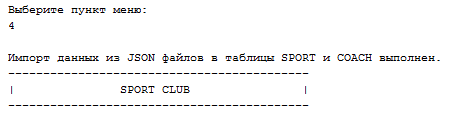 Выберите пункт меню:
4
Импорт данных из JSON файлов в таблицы SPORT и COACH выполнен.
-------------------------------------------
|               SPORT CLUB                |
-------------------------------------------